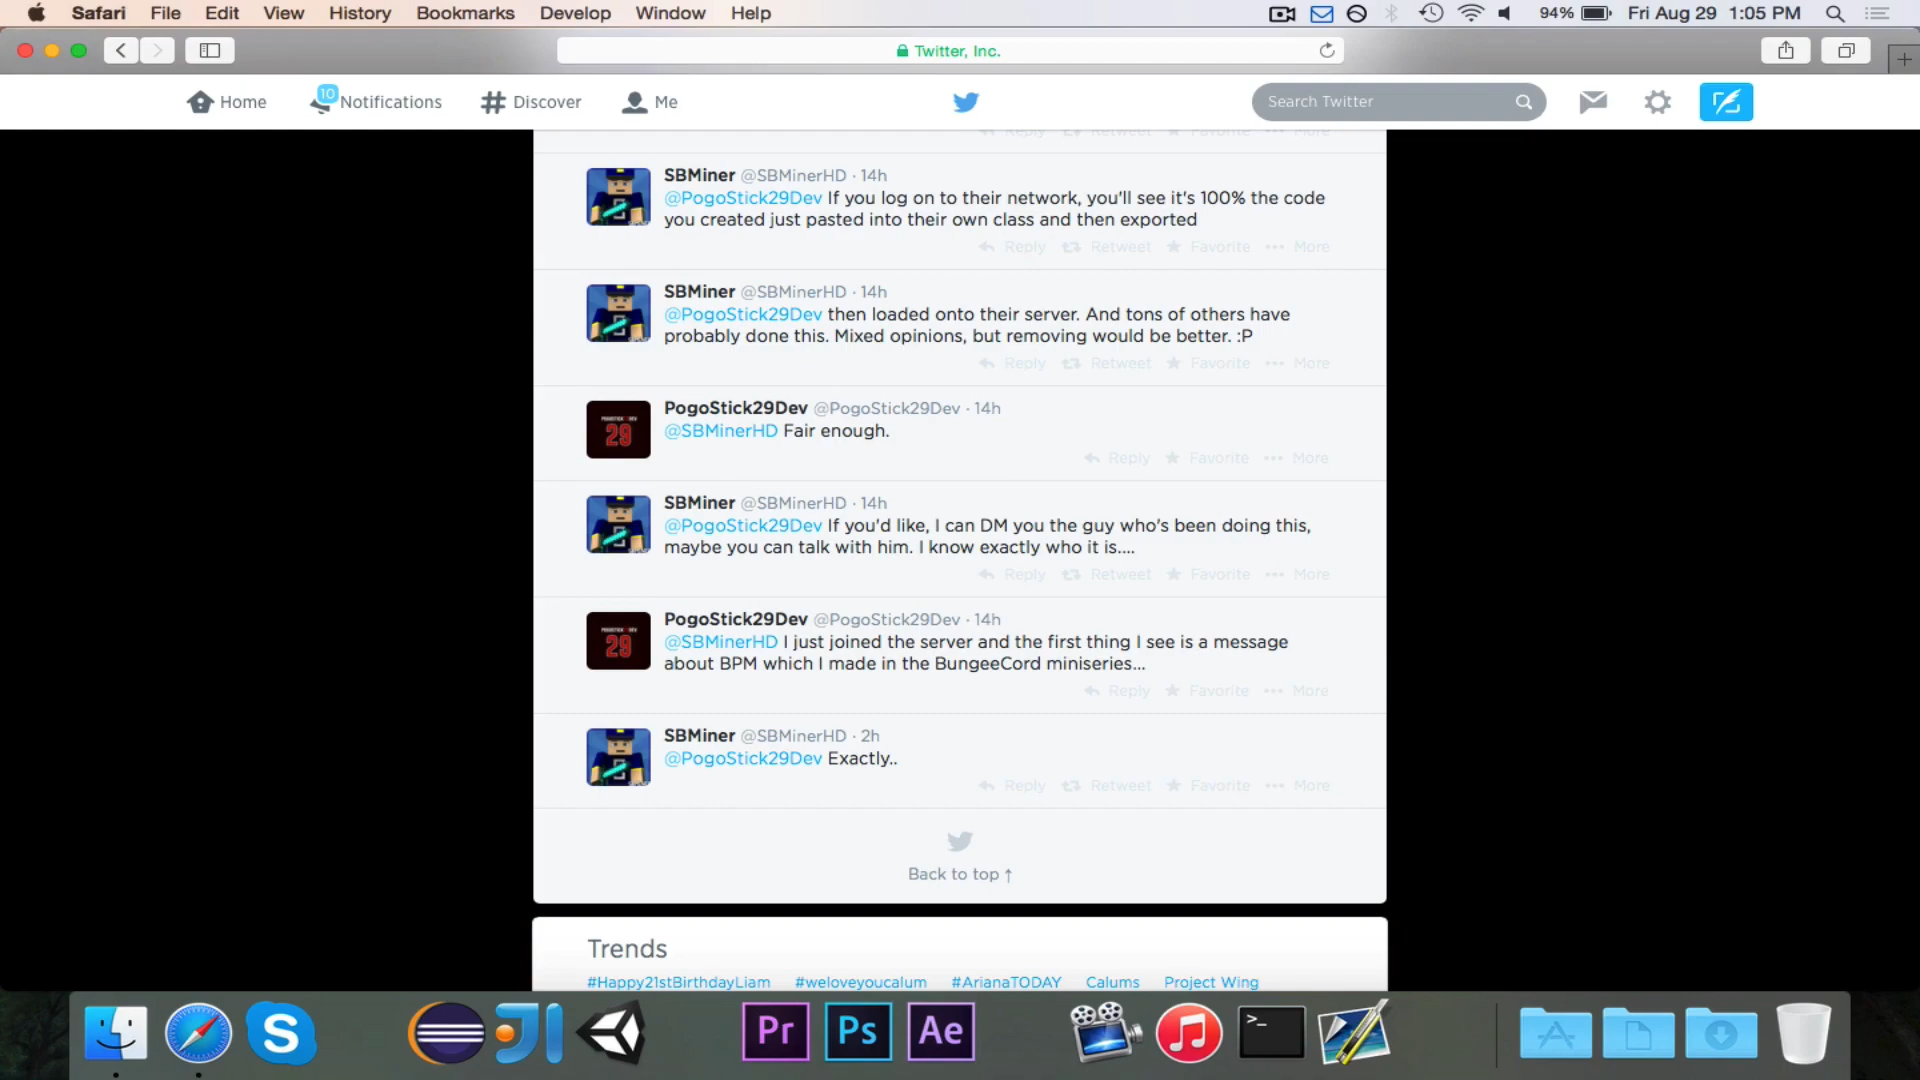 Safari File Edit View History Bookmarks Develop Window Help 94% Fri Aug 29 1:05 PM
Twitter, Inc.
Home 10 Notifications Discover Me Search Twitter
Reply Retweet Favorite More
SBMiner @SBMinerHD · 14h
@PogoStick29Dev If you log on to their network, you'll see it's 100% the code
you created just pasted into their own class and then exported
Reply Retweet Favorite More
SBMiner @SBMinerHD · 14h
@PogoStick29Dev then loaded onto their server. And tons of others have
probably done this. Mixed opinions, but removing would be better. :P
Reply Retweet Favorite More
PogoStick29Dev @PogoStick29Dev · 14h
@SBMinerHD Fair enough.
Reply Favorite More
SBMiner @SBMinerHD · 14h
@PogoStick29Dev If you'd like, I can DM you the guy who's been doing this,
maybe you can talk with him. I know exactly who it is....
Reply Retweet Favorite More
PogoStick29Dev @PogoStick29Dev · 14h
@SBMinerHD I just joined the server and the first thing I see is a message
about BPM which I made in the BungeeCord miniseries...
Reply Favorite More
SBMiner @SBMinerHD · 2h
@PogoStick29Dev Exactly..
Reply Retweet Favorite More
Back to top ↑
Trends
#Happy21stBirthdayLiam #weloveyoucalum #ArianaTODAY Calums Project Wing
S JI Pr Ps Ae >_
29
29